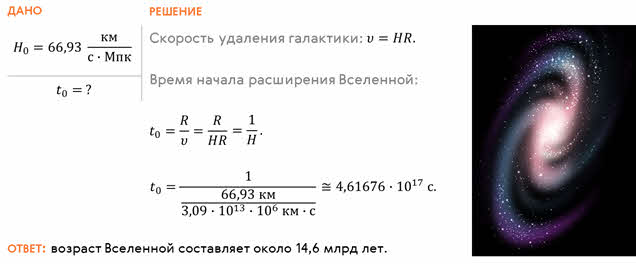 ДАНО
H₀ = 66,93 км / (с · Мпк)
t₀ = ?
РЕШЕНИЕ
Скорость удаления галактики: υ = HR.
Время начала расширения Вселенной:
t₀ = R/υ = R/HR = 1/H.
t₀ = 1 / (66,93 км / (3,09 · 10¹³ · 10⁶ км · с)) ≅ 4,61676 · 10¹⁷ с.
ОТВЕТ: возраст Вселенной составляет около 14,6 млрд лет.